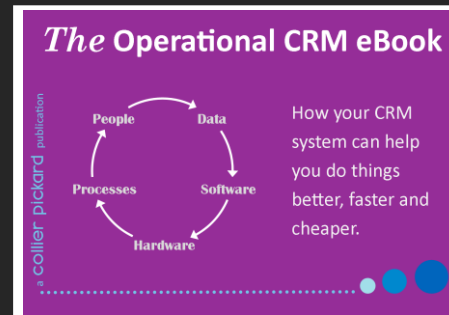 The Operational CRM eBook
a collier pickard publication
People
Data
Processes
Software
Hardware
How your CRM
system can help
you do things
better, faster and
cheaper.